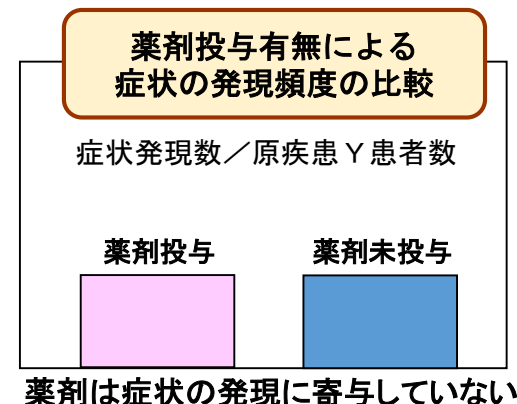 薬剤投与有無による
症状の発現頻度の比較
症状発現数／原疾患Ｙ患者数
薬剤投与
薬剤未投与
薬剤は症状の発現に寄与していない